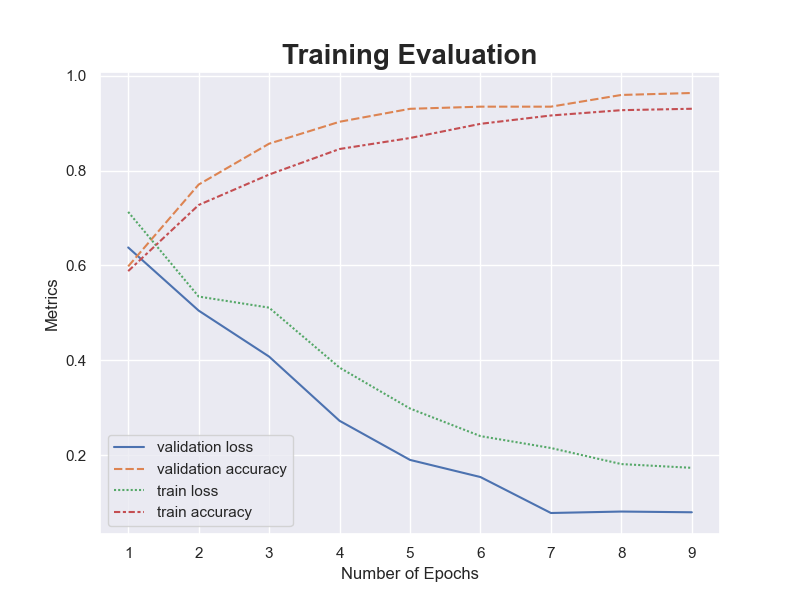 Training Evaluation
1.0
0.8
0.6
0.4
0.2
Metrics
validation loss
validation accuracy
train loss
train accuracy
1 2 3 4 5 6 7 8 9
Number of Epochs